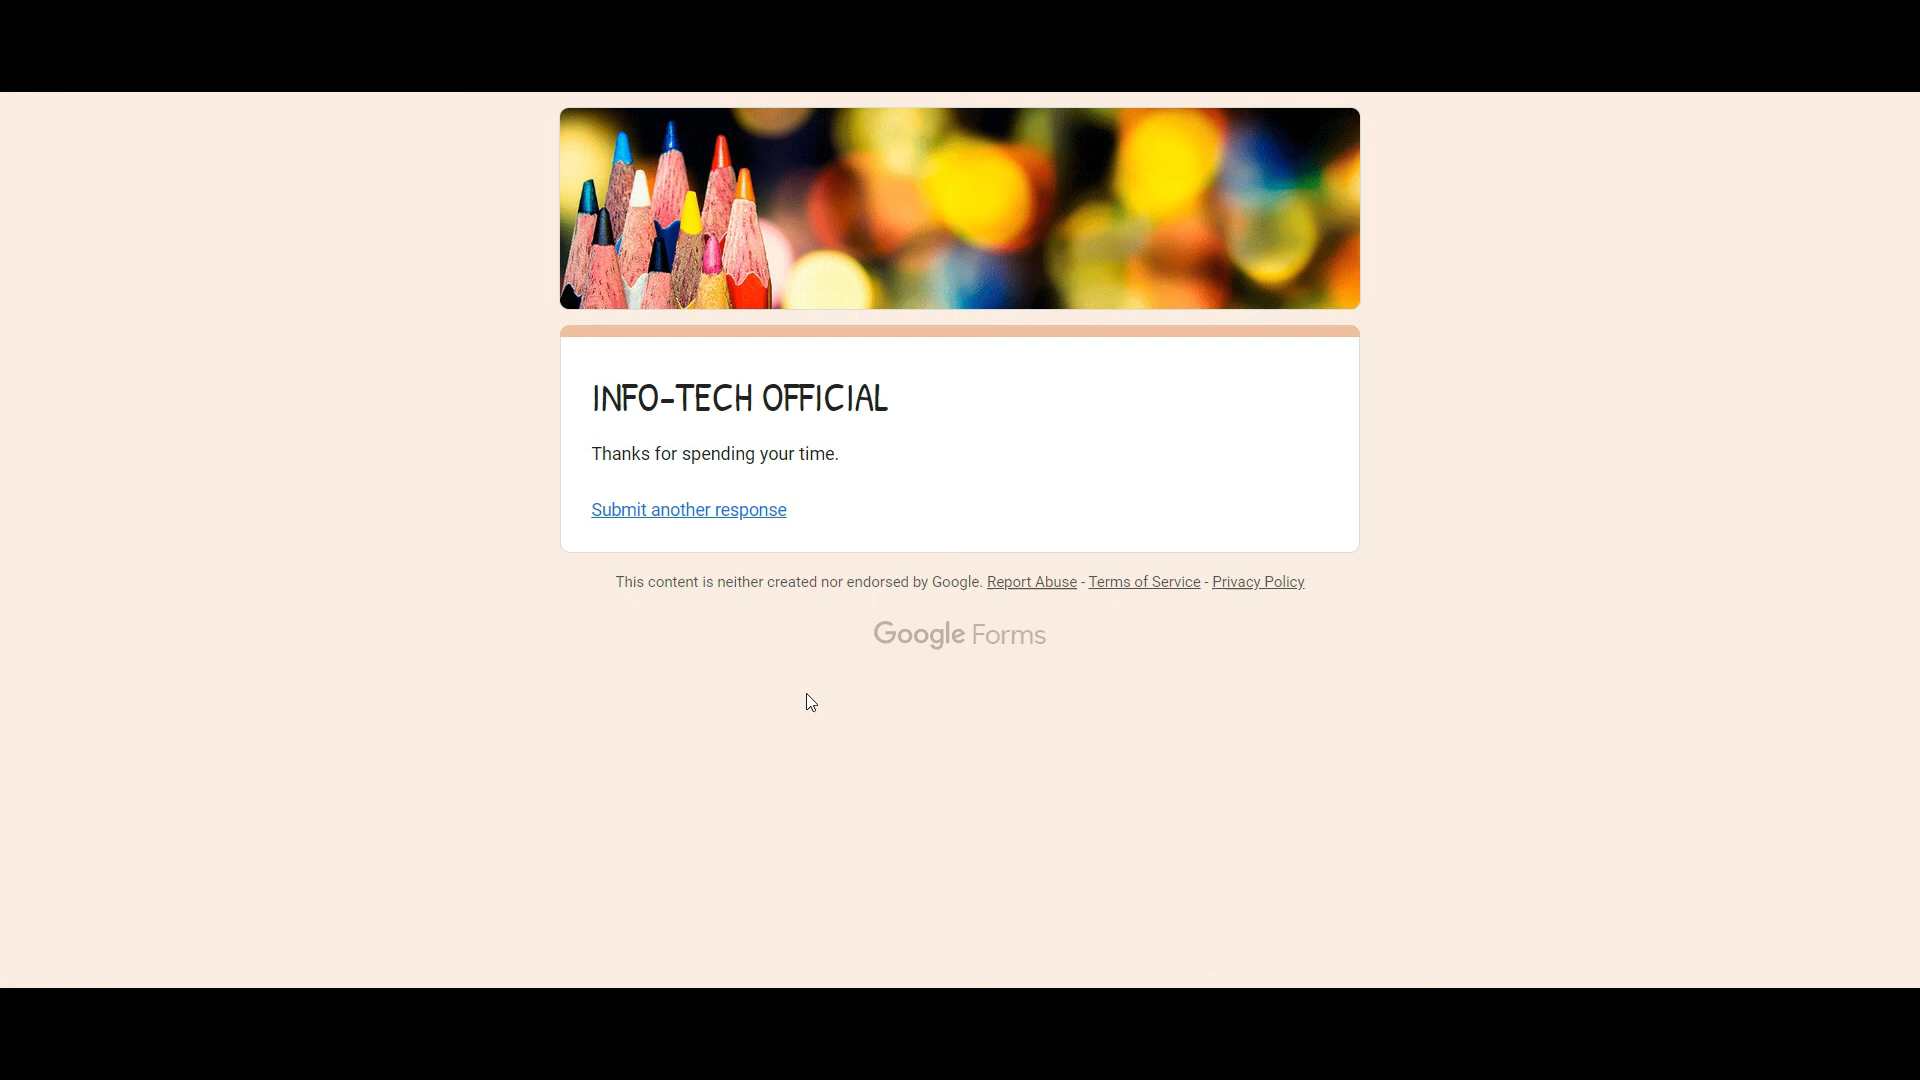 INFO-TECH OFFICIAL
Thanks for spending your time.
Submit another response
This content is neither created nor endorsed by Google. Report Abuse - Terms of Service - Privacy Policy
Google Forms